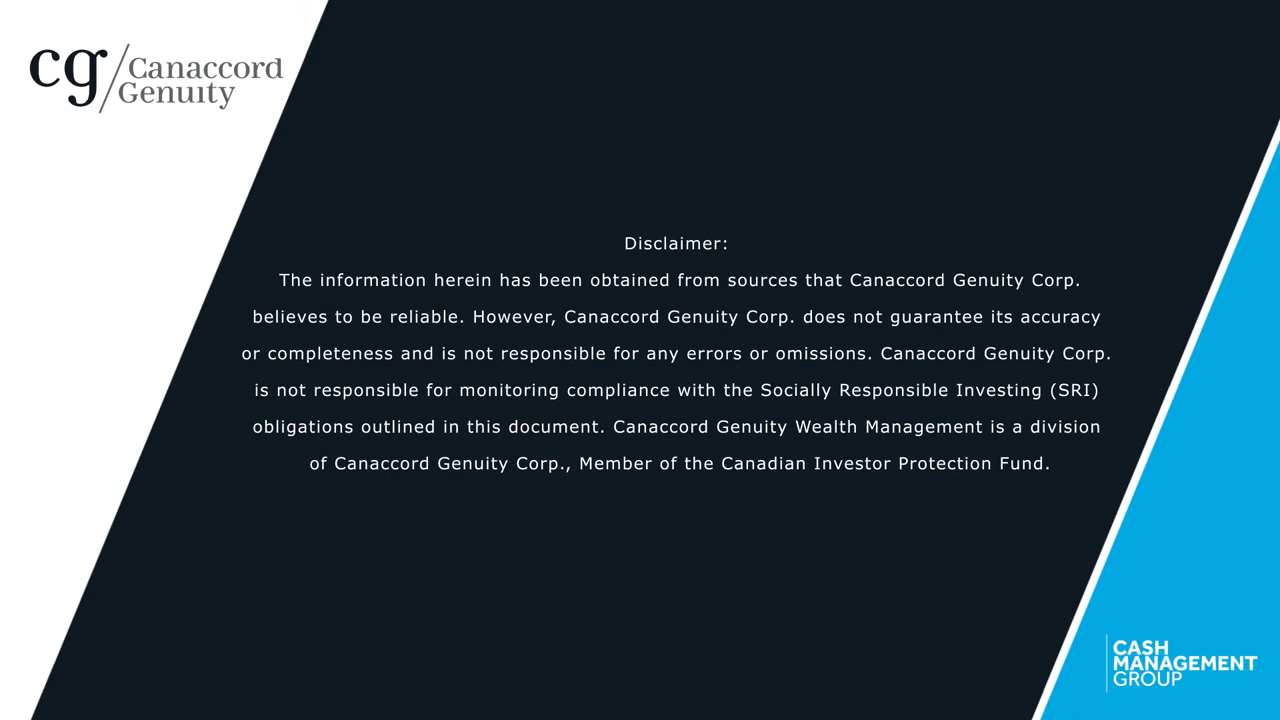 cg/Canaccord
Genuity
Disclaimer:
The information herein has been obtained from sources that Canaccord Genuity Corp.
believes to be reliable. However, Canaccord Genuity Corp. does not guarantee its accuracy
or completeness and is not responsible for any errors or omissions. Canaccord Genuity Corp.
is not responsible for monitoring compliance with the Socially Responsible Investing (SRI)
obligations outlined in this document. Canaccord Genuity Wealth Management is a division
of Canaccord Genuity Corp., Member of the Canadian Investor Protection Fund.
CASH
MANAGEMENT
GROUP